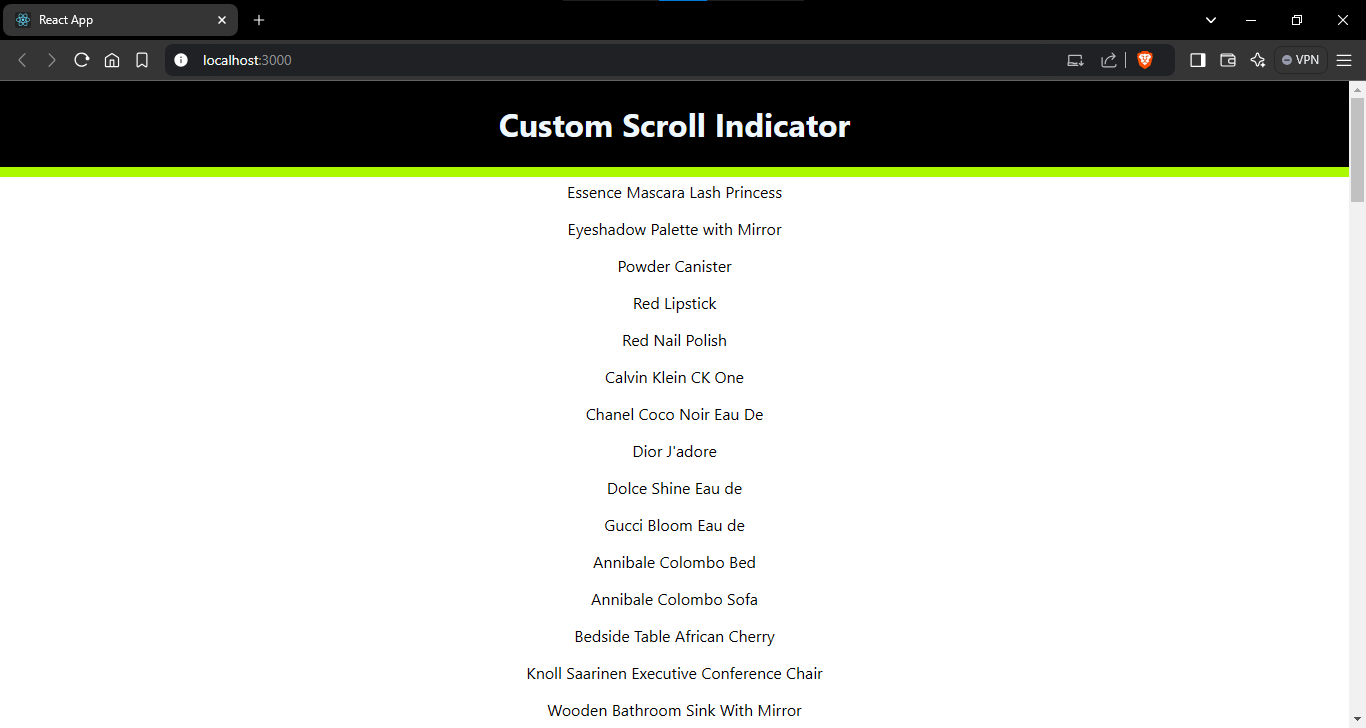 React App
localhost:3000
VPN
Custom Scroll Indicator
Essence Mascara Lash Princess
Eyeshadow Palette with Mirror
Powder Canister
Red Lipstick
Red Nail Polish
Calvin Klein CK One
Chanel Coco Noir Eau De
Dior J'adore
Dolce Shine Eau de
Gucci Bloom Eau de
Annibale Colombo Bed
Annibale Colombo Sofa
Bedside Table African Cherry
Knoll Saarinen Executive Conference Chair
Wooden Bathroom Sink With Mirror